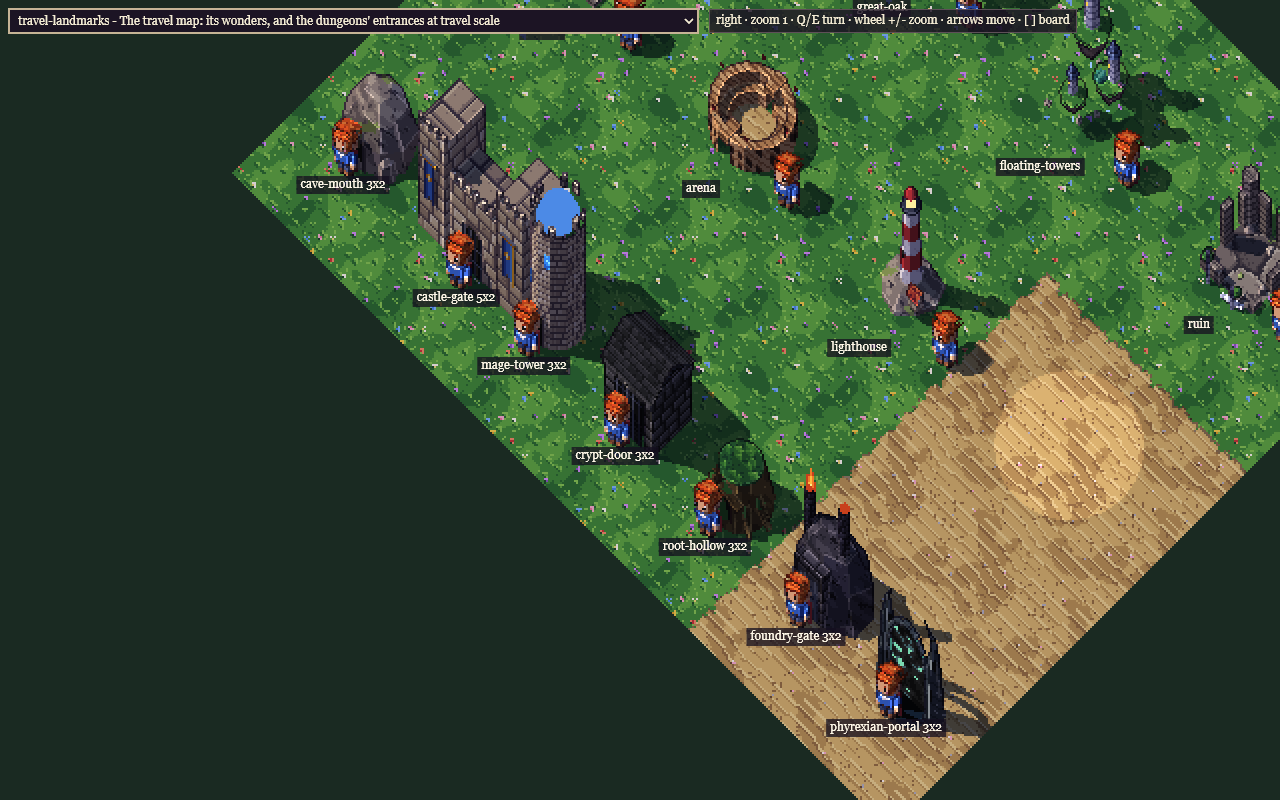 travel-landmarks - The travel map: its wonders, and the dungeons' entrances at travel scale
right · zoom 1 · Q/E turn · wheel +/- zoom · arrows move · [ ] board
great-oak
floating-towers
cave-mouth 3x2
arena
castle-gate 5x2
ruin
lighthouse
mage-tower 3x2
crypt-door 3x2
root-hollow 3x2
foundry-gate 3x2
phyrexian-portal 3x2